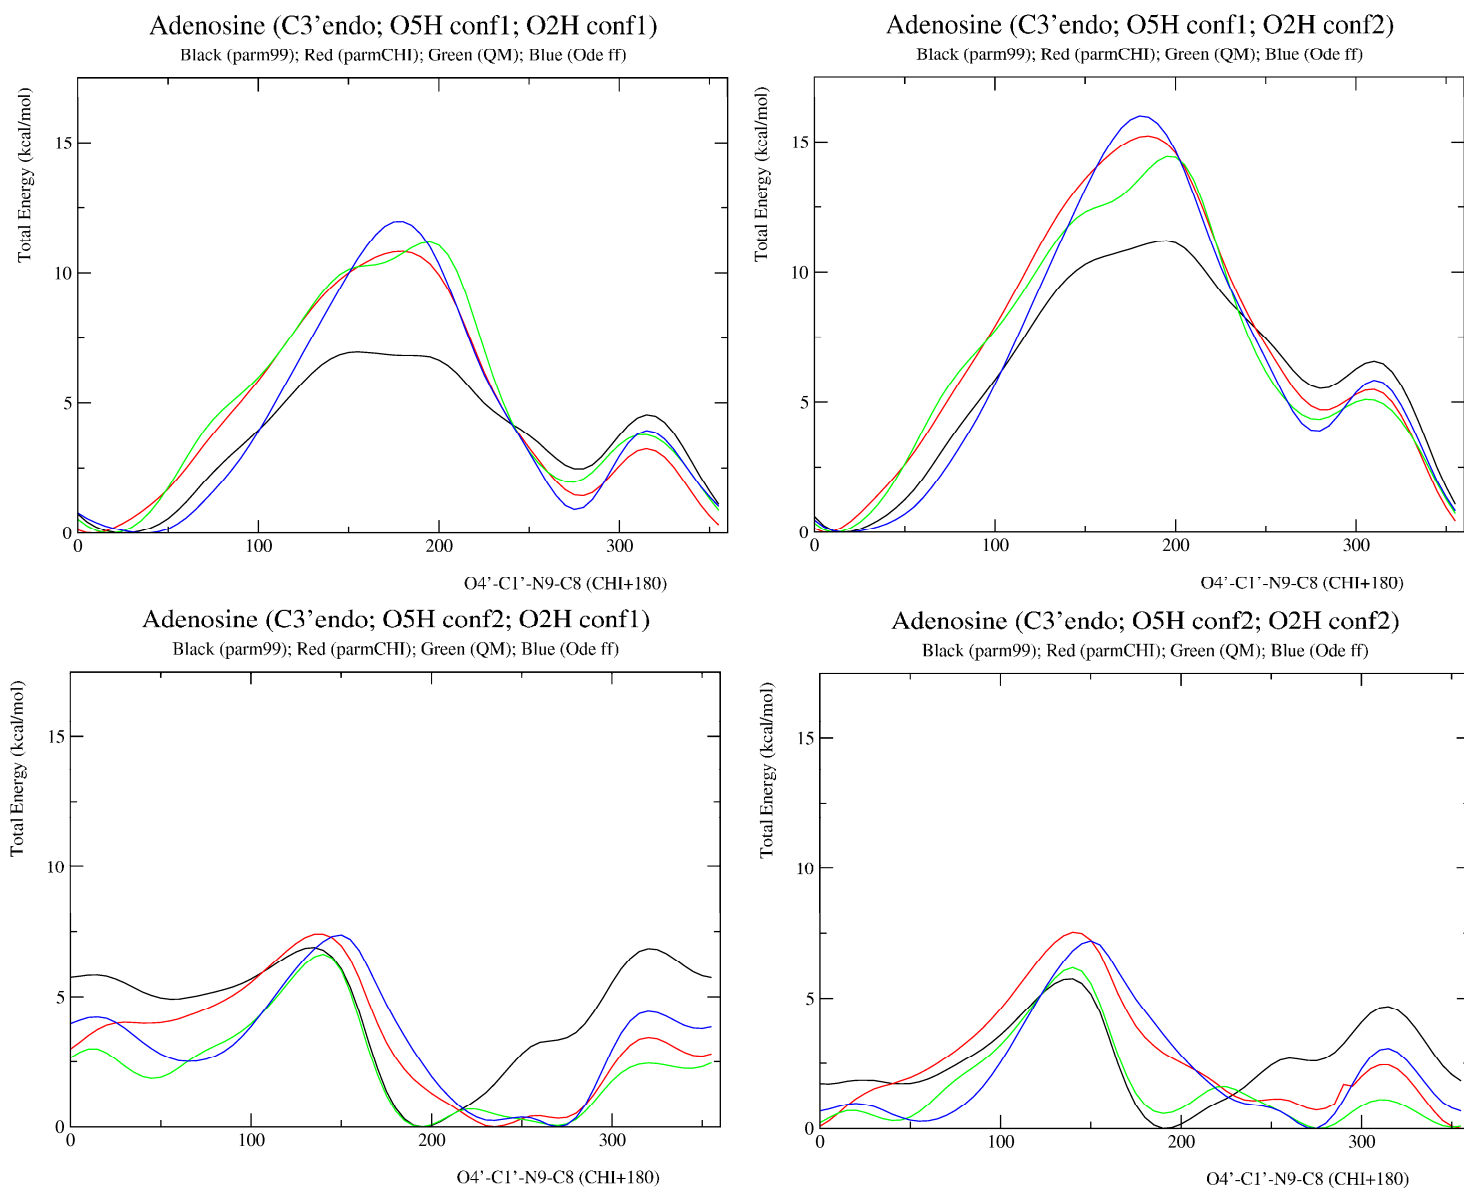 Adenosine (C3'endo; O5H conf1; O2H conf1)
Black (parm99); Red (parmCHI); Green (QM); Blue (Ode ff)
Total Energy (kcal/mol)
15
10
5
0
0
100
200
300
O4'-C1'-N9-C8 (CHI+180)
Adenosine (C3'endo; O5H conf1; O2H conf2)
Black (parm99); Red (parmCHI); Green (QM); Blue (Ode ff)
Total Energy (kcal/mol)
15
10
5
0
0
100
200
300
O4'-C1'-N9-C8 (CHI+180)
Adenosine (C3'endo; O5H conf2; O2H conf1)
Black (parm99); Red (parmCHI); Green (QM); Blue (Ode ff)
Total Energy (kcal/mol)
15
10
5
0
0
100
200
300
O4'-C1'-N9-C8 (CHI+180)
Adenosine (C3'endo; O5H conf2; O2H conf2)
Black (parm99); Red (parmCHI); Green (QM); Blue (Ode ff)
Total Energy (kcal/mol)
15
10
5
0
0
100
200
300
O4'-C1'-N9-C8 (CHI+180)